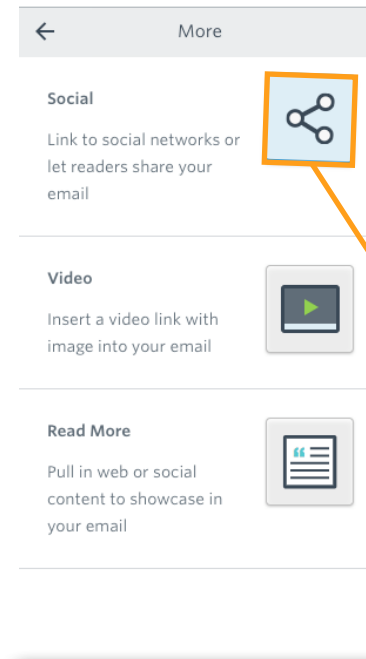 More
Social
Link to social networks or
let readers share your
email
Video
Insert a video link with
image into your email
Read More
Pull in web or social
content to showcase in
your email